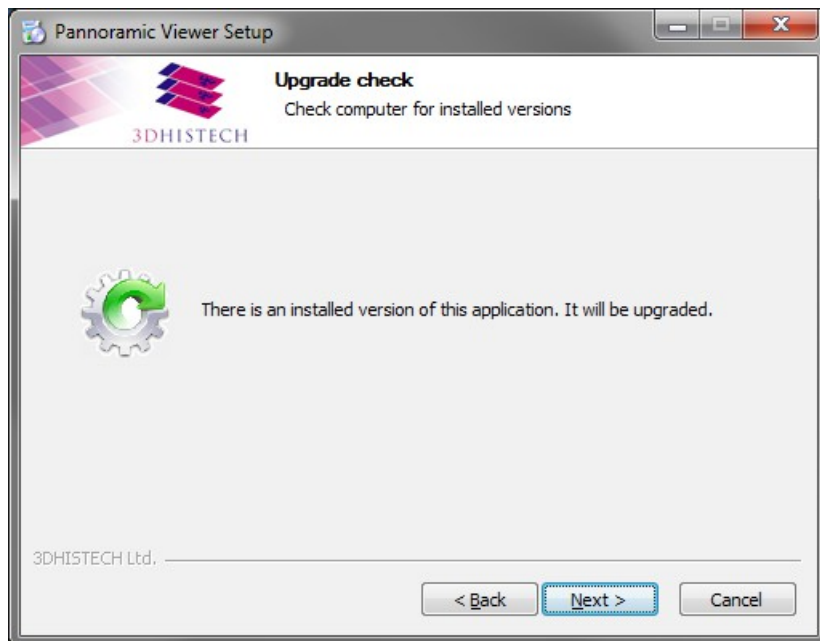 Pannoramic Viewer Setup
Upgrade check
Check computer for installed versions
3DHISTECH
There is an installed version of this application. It will be upgraded.
3DHISTECH Ltd.
< Back
Next >
Cancel